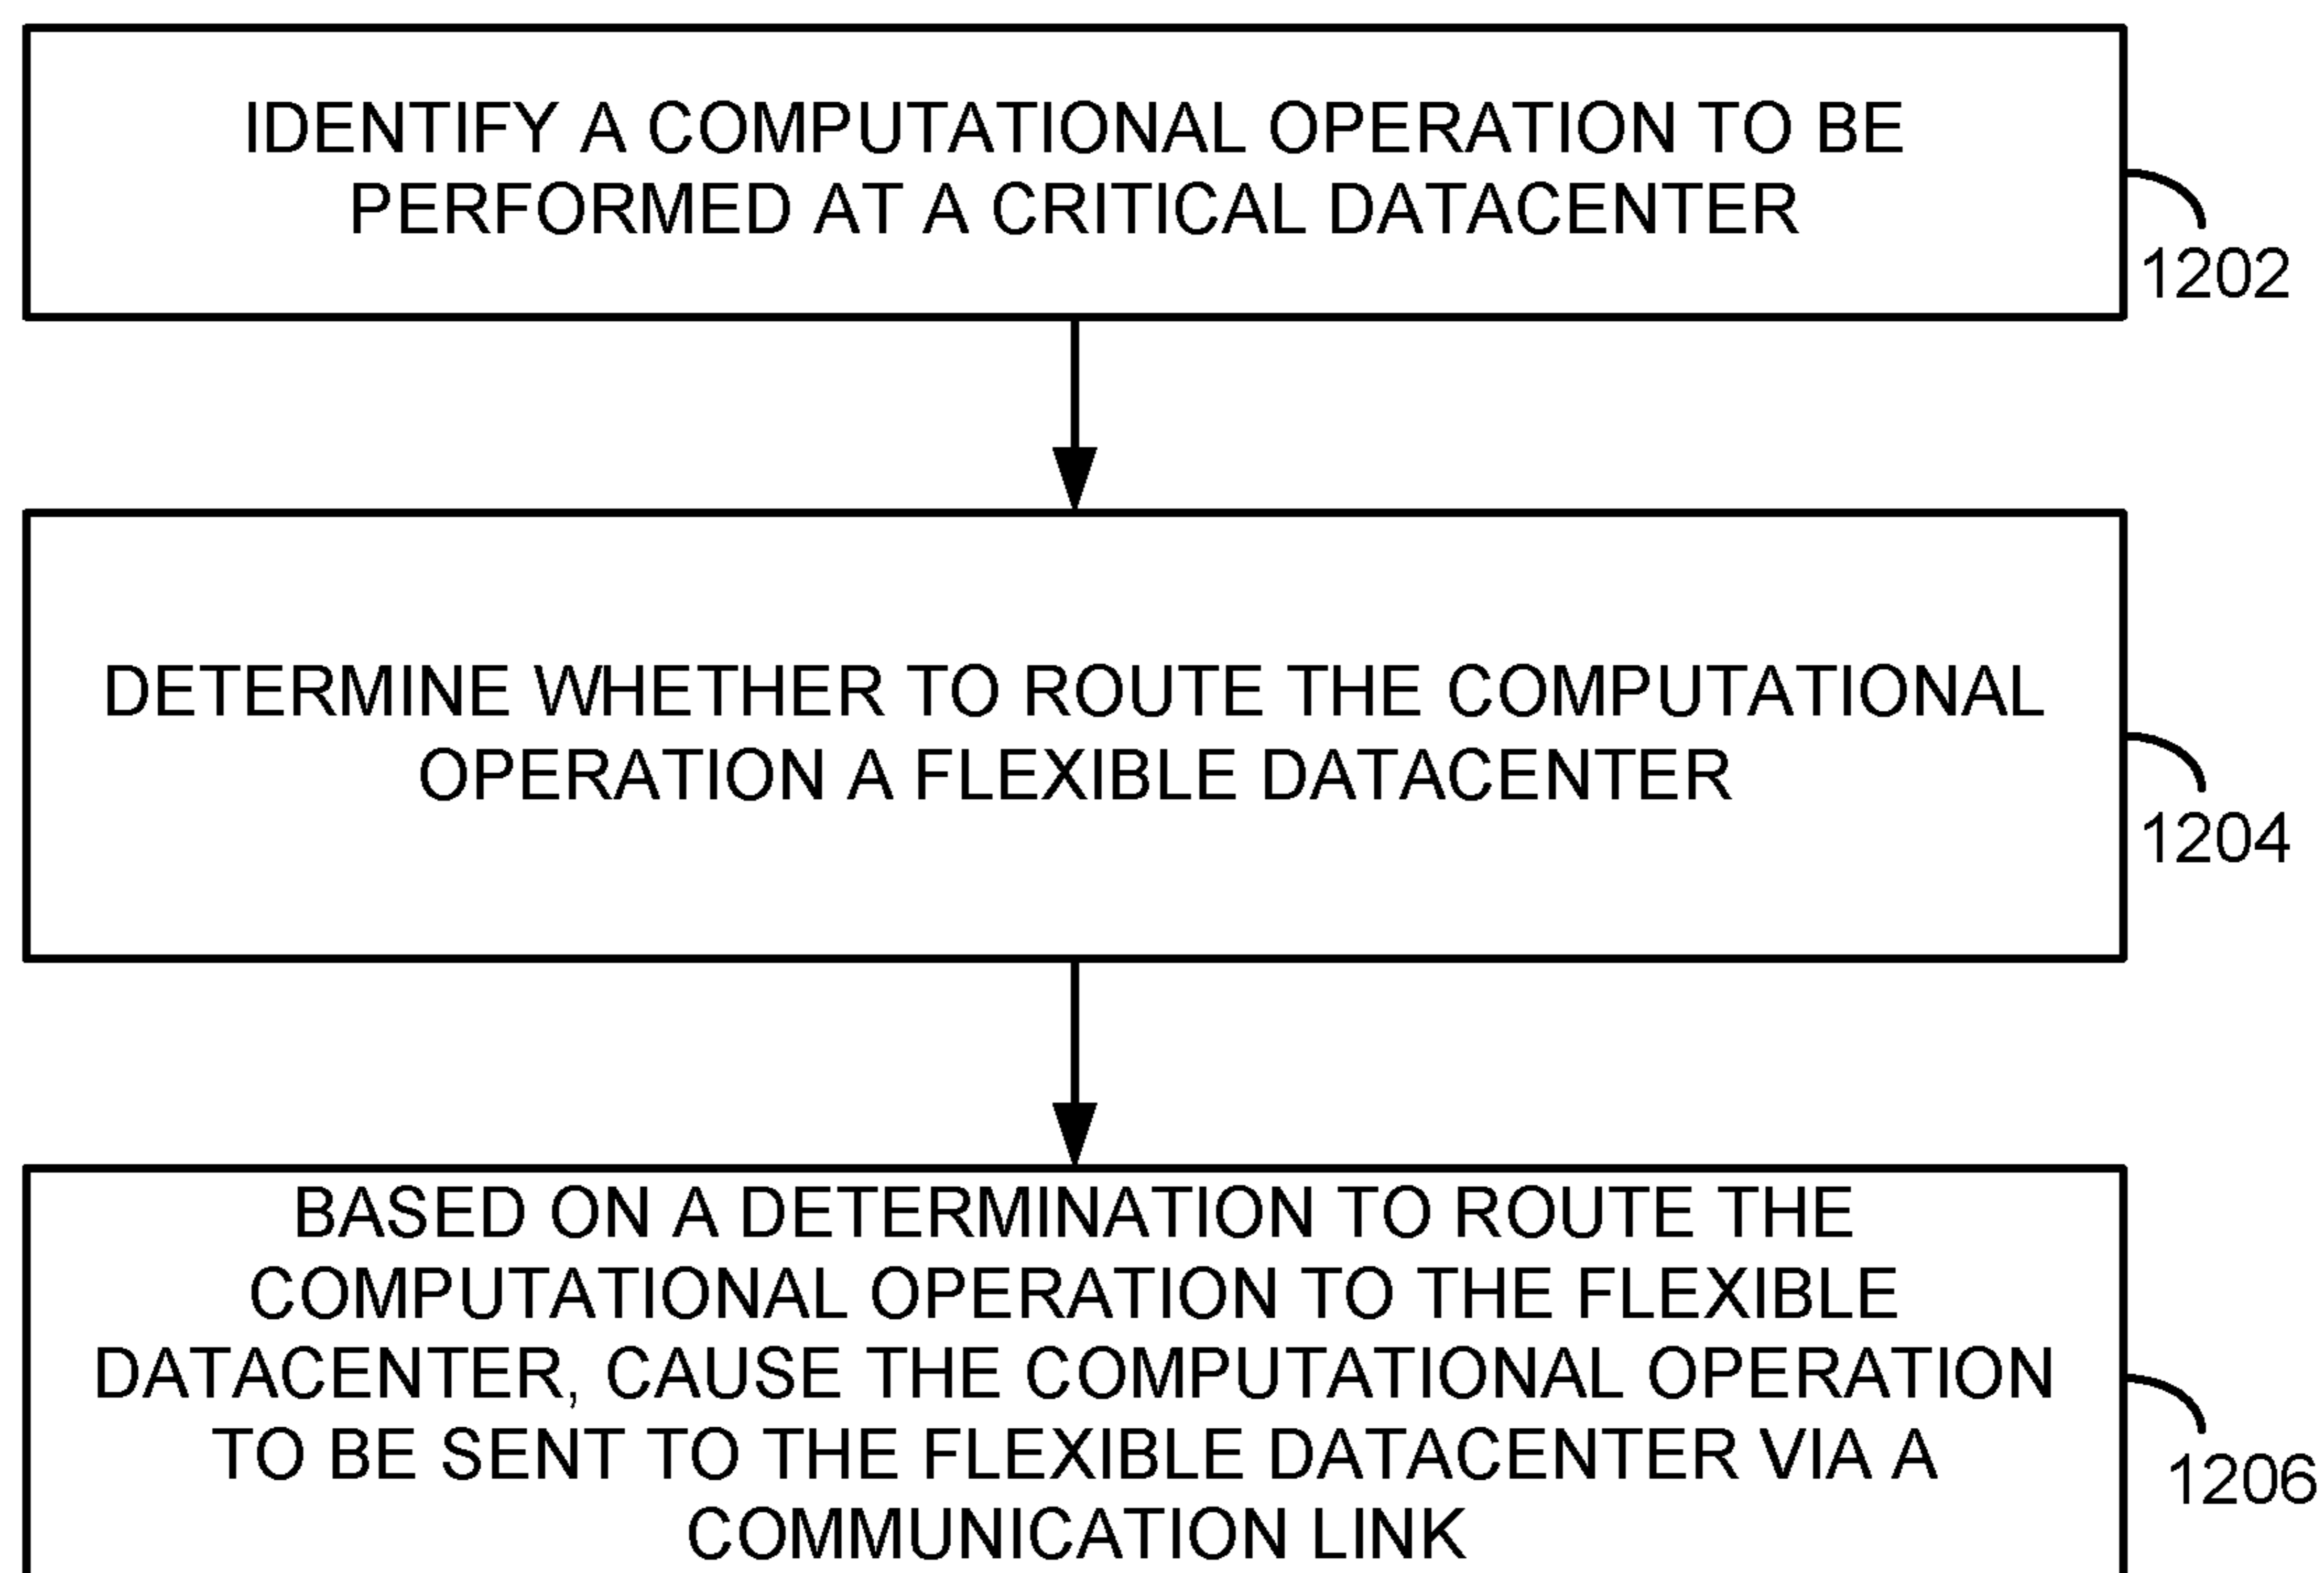 IDENTIFY A COMPUTATIONAL OPERATION TO BE
PERFORMED AT A CRITICAL DATACENTER
1202
DETERMINE WHETHER TO ROUTE THE COMPUTATIONAL
OPERATION A FLEXIBLE DATACENTER
1204
BASED ON A DETERMINATION TO ROUTE THE
COMPUTATIONAL OPERATION TO THE FLEXIBLE
DATACENTER, CAUSE THE COMPUTATIONAL OPERATION
TO BE SENT TO THE FLEXIBLE DATACENTER VIA A
COMMUNICATION LINK
1206